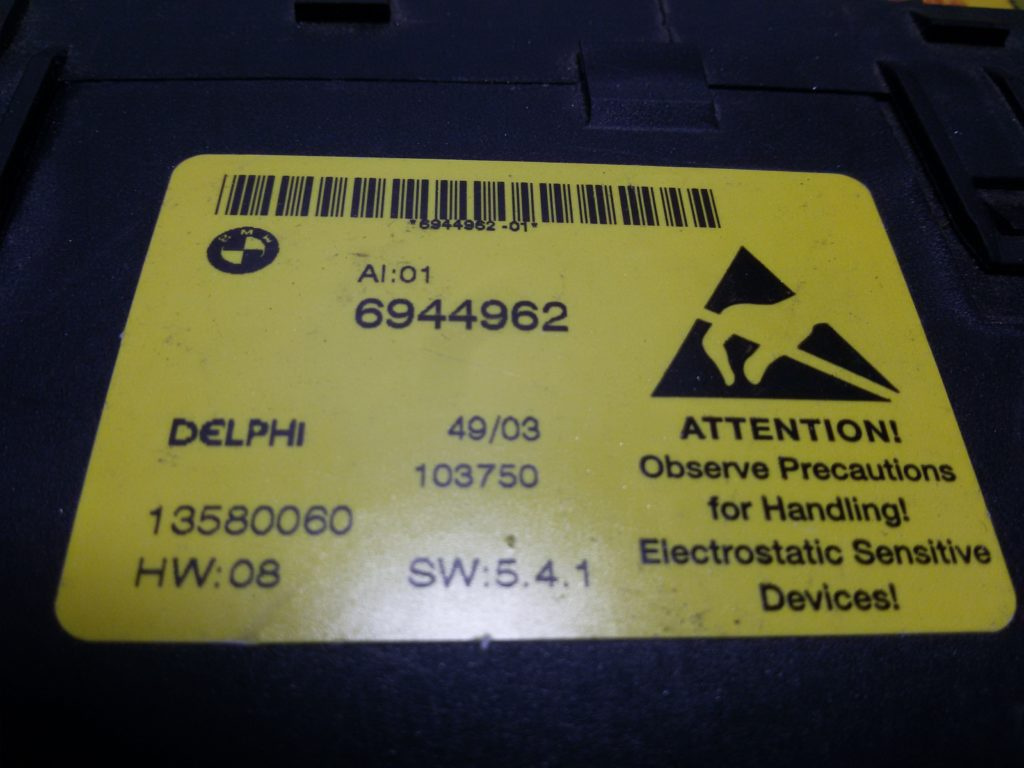 *6944962-01*
BMW
AI:01
6944962
DELPHI 49/03
103750
13580060
HW:08 SW:5.4.1
ATTENTION!
Observe Precautions
for Handling!
Electrostatic Sensitive
Devices!